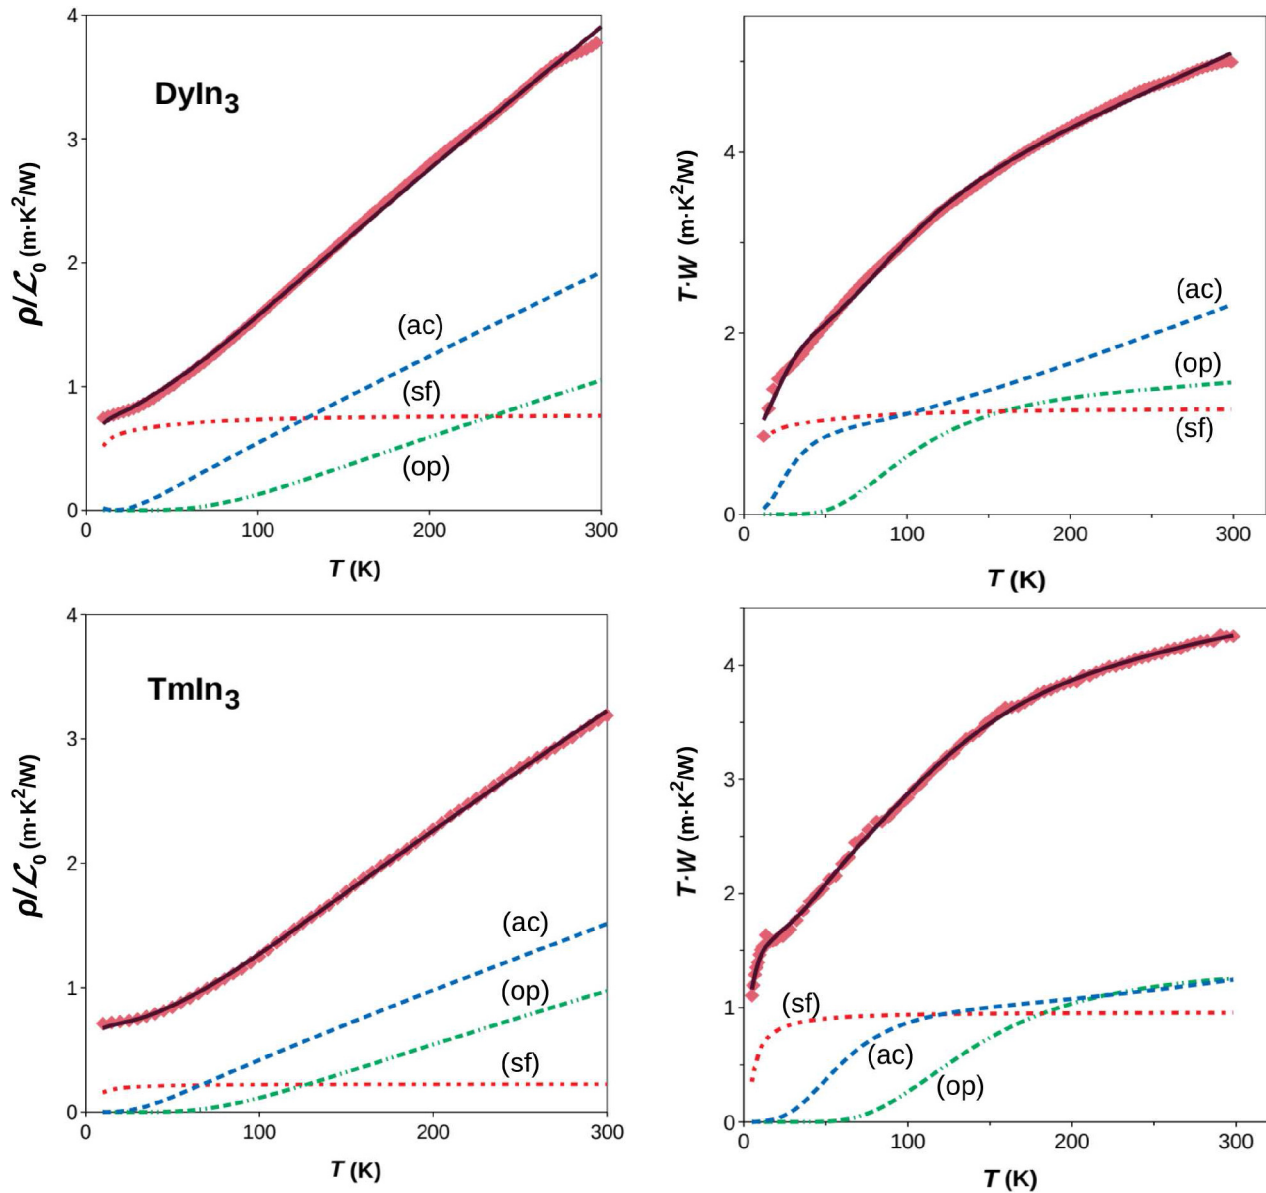 DyIn3
ρ/ℒ0 (m·K2/W)
4
3
2
1
0
(ac)
(sf)
(op)
0 100 200 300
T (K)
T·W (m·K2/W)
4
2
0
(ac)
(op)
(sf)
0 100 200 300
T (K)
TmIn3
ρ/ℒ0 (m·K2/W)
4
3
2
1
0
(ac)
(op)
(sf)
0 100 200 300
T (K)
T·W (m·K2/W)
4
3
2
1
0
(sf)
(ac)
(op)
0 100 200 300
T (K)